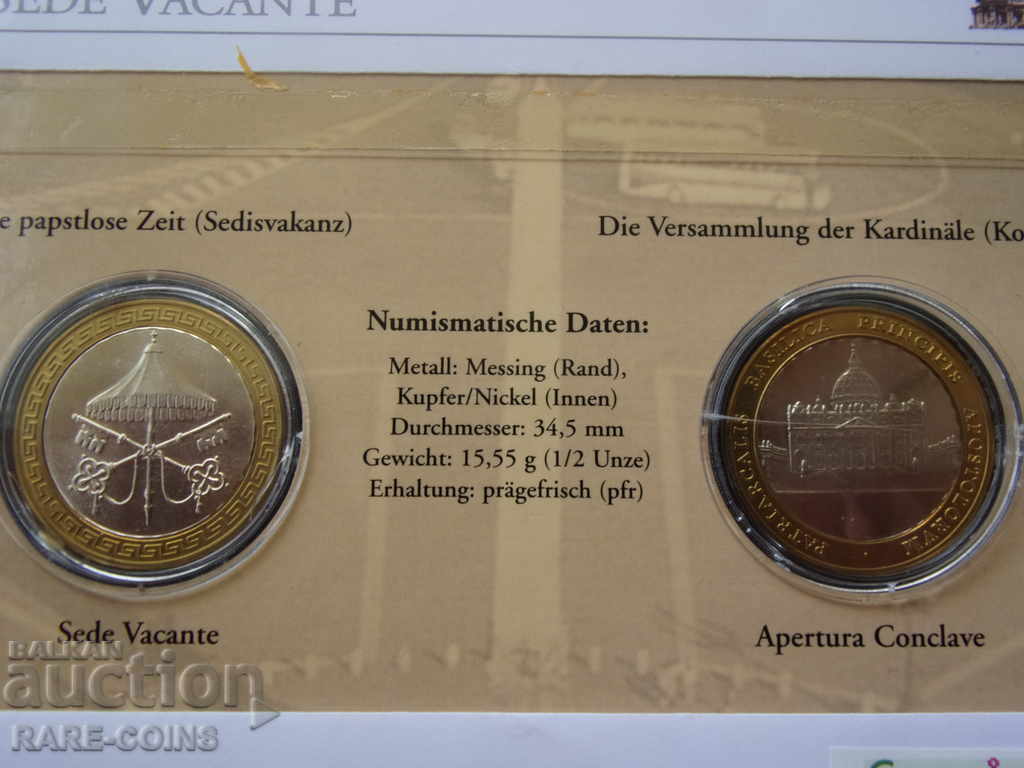 SEDE VACANTE
e papstlose Zeit (Sedisvakanz)
Die Versammlung der Kardinäle (Ko
Numismatische Daten:
Metall: Messing (Rand),
Kupfer/Nickel (Innen)
Durchmesser: 34,5 mm
Gewicht: 15,55 g (1/2 Unze)
Erhaltung: prägefrisch (pfr)
PATRIARCALIS BASILICA PRINCIPIS APOSTOLORVM
Sede Vacante
Apertura Conclave
BALKAN
auction
RARE-COINS